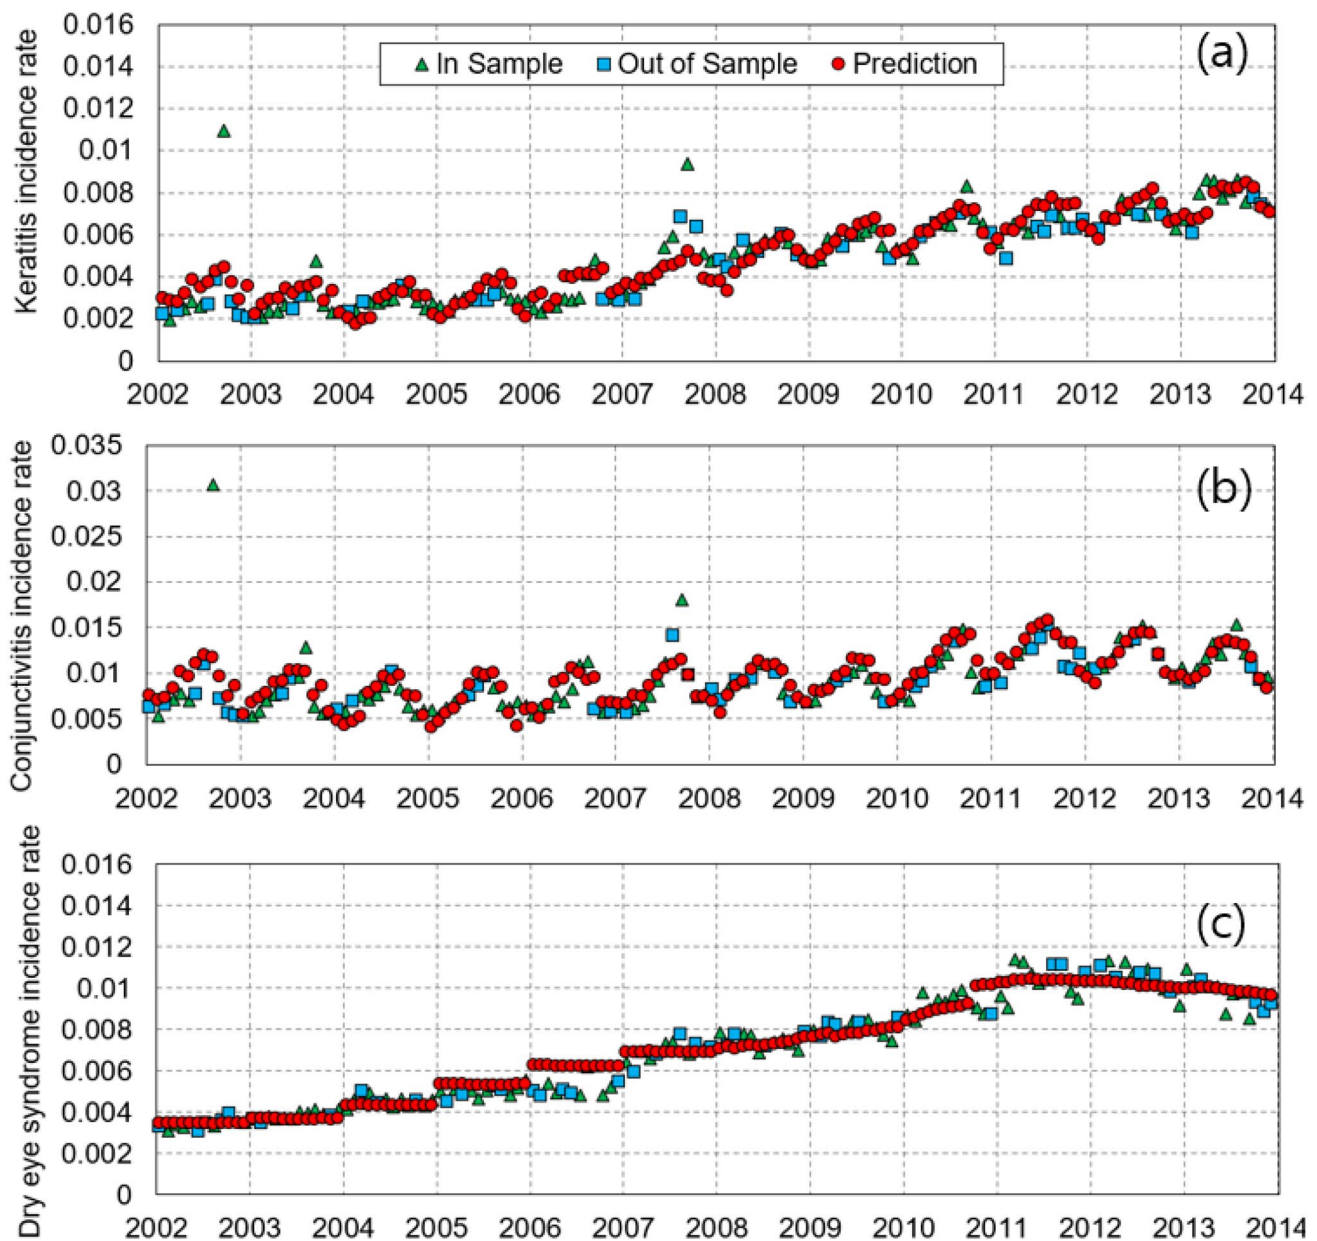 Keratitis incidence rate
0.016
0.014
0.012
0.01
0.008
0.006
0.004
0.002
0
In Sample Out of Sample Prediction
(a)
2002 2003 2004 2005 2006 2007 2008 2009 2010 2011 2012 2013 2014
Conjunctivitis incidence rate
0.035
0.03
0.025
0.02
0.015
0.01
0.005
0
(b)
2002 2003 2004 2005 2006 2007 2008 2009 2010 2011 2012 2013 2014
Dry eye syndrome incidence rate
0.016
0.014
0.012
0.01
0.008
0.006
0.004
0.002
0
(c)
2002 2003 2004 2005 2006 2007 2008 2009 2010 2011 2012 2013 2014